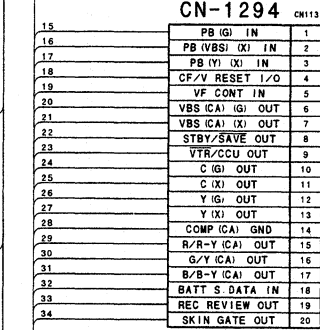 CN-1294 CN113
15 PB (G) IN 1
16 PB (VBS) (X) IN 2
17 PB (Y) (X) IN 3
18 CF/V RESET I/O 4
19 VF CONT IN 5
20 VBS (CA) (G) OUT 6
21 VBS (CA) (X) OUT 7
22 STBY/SAVE OUT 8
23 VTR/CCU OUT 9
24 C (G) OUT 10
25 C (X) OUT 11
26 Y (G) OUT 12
27 Y (X) OUT 13
28 COMP (CA) GND 14
29 R/R-Y (CA) OUT 15
30 G/Y (CA) OUT 16
31 B/B-Y (CA) OUT 17
32 BATT S.DATA IN 18
33 REC REVIEW OUT 19
34 SKIN GATE OUT 20